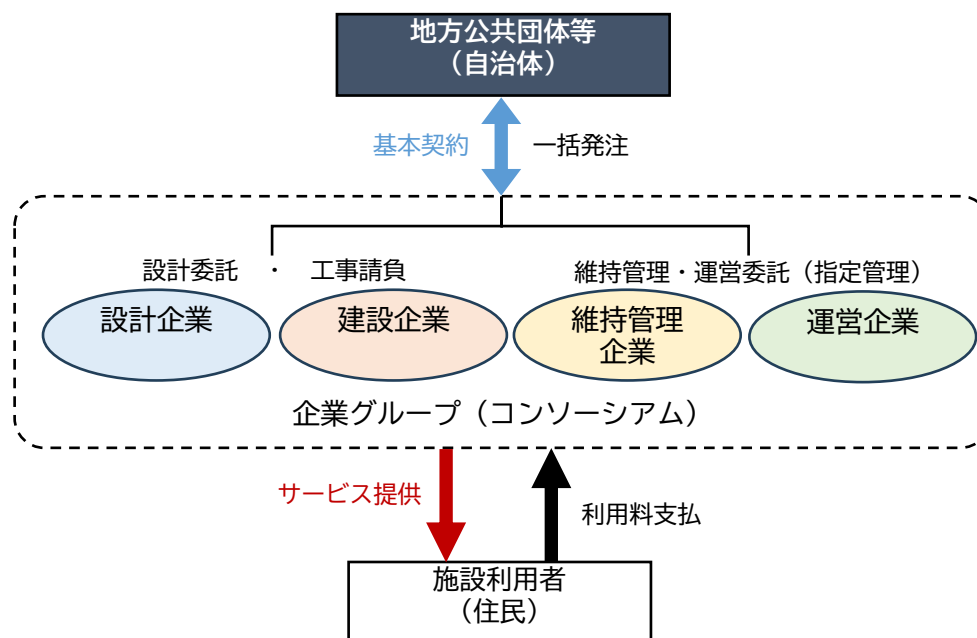 地方公共団体等
（自治体）
基本契約
一括発注
設計委託 ・ 工事請負
維持管理・運営委託（指定管理）
設計企業
建設企業
維持管理
企業
運営企業
企業グループ（コンソーシアム）
サービス提供
利用料支払
施設利用者
（住民）